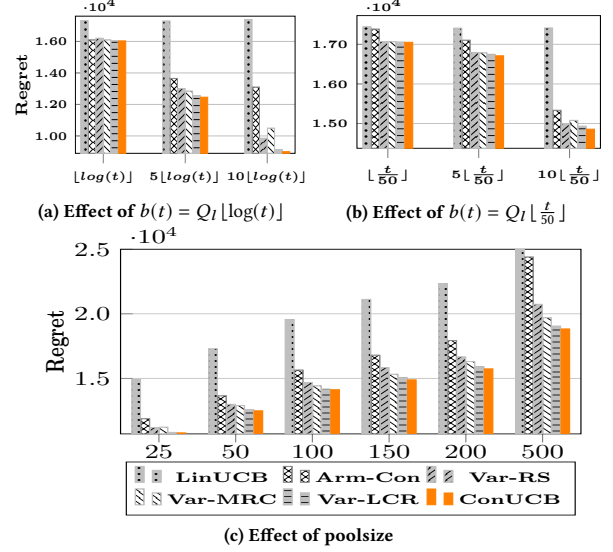 ·10⁴
·10⁴
Regret
1.60
1.40
1.20
1.00
1.70
1.60
1.50
⌊log(t)⌋ 5⌊log(t)⌋ 10⌊log(t)⌋
⌊t/50⌋ 5⌊t/50⌋ 10⌊t/50⌋
(a) Effect of b(t) = Q_l⌊log(t)⌋
(b) Effect of b(t) = Q_l⌊t/50⌋
·10⁴
Regret
2.5
2.0
1.5
25 50 100 150 200 500
LinUCB Arm-Con Var-RS
Var-MRC Var-LCR ConUCB
(c) Effect of poolsize